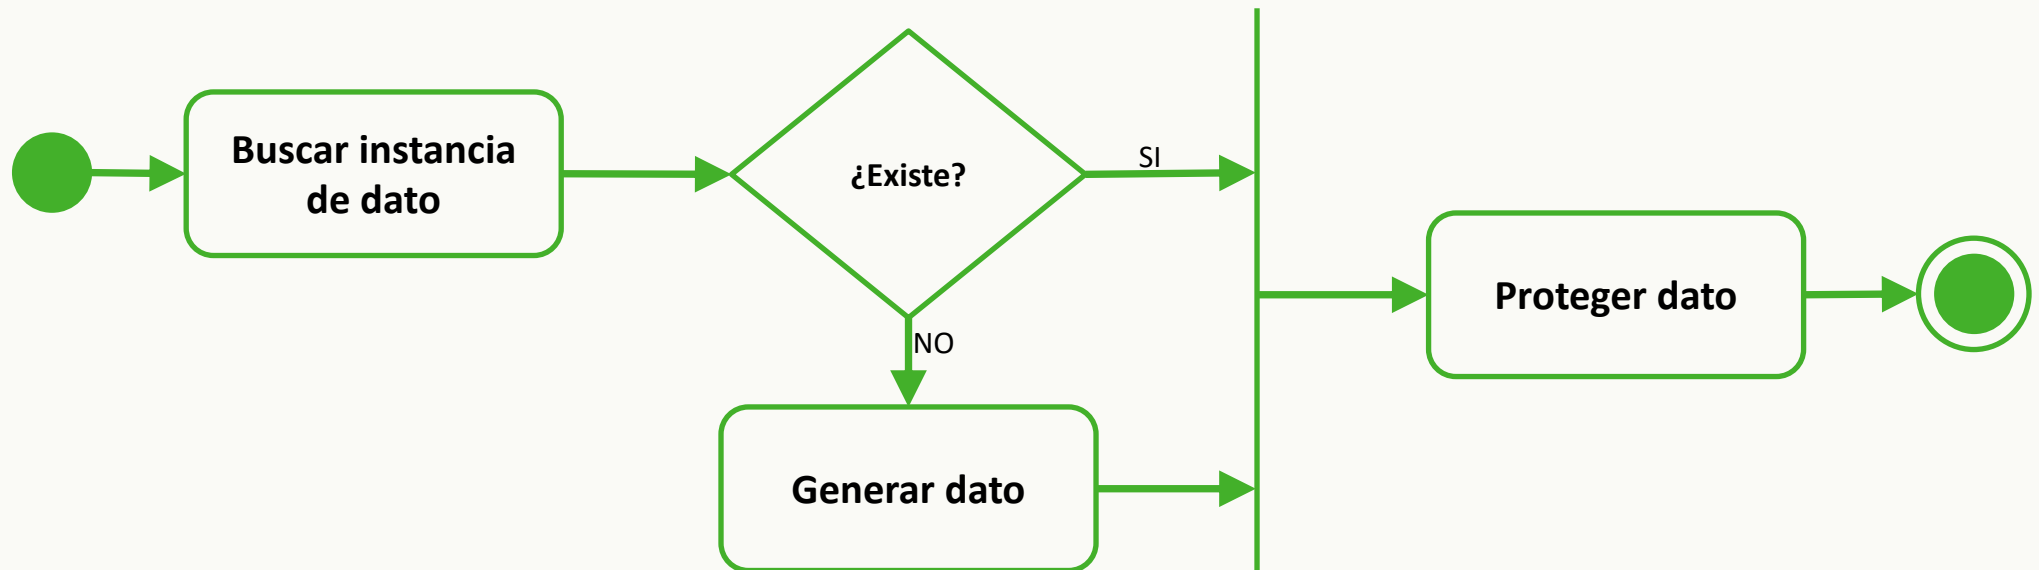 Buscar instancia
de dato
¿Existe?
SI
NO
Generar dato
Proteger dato